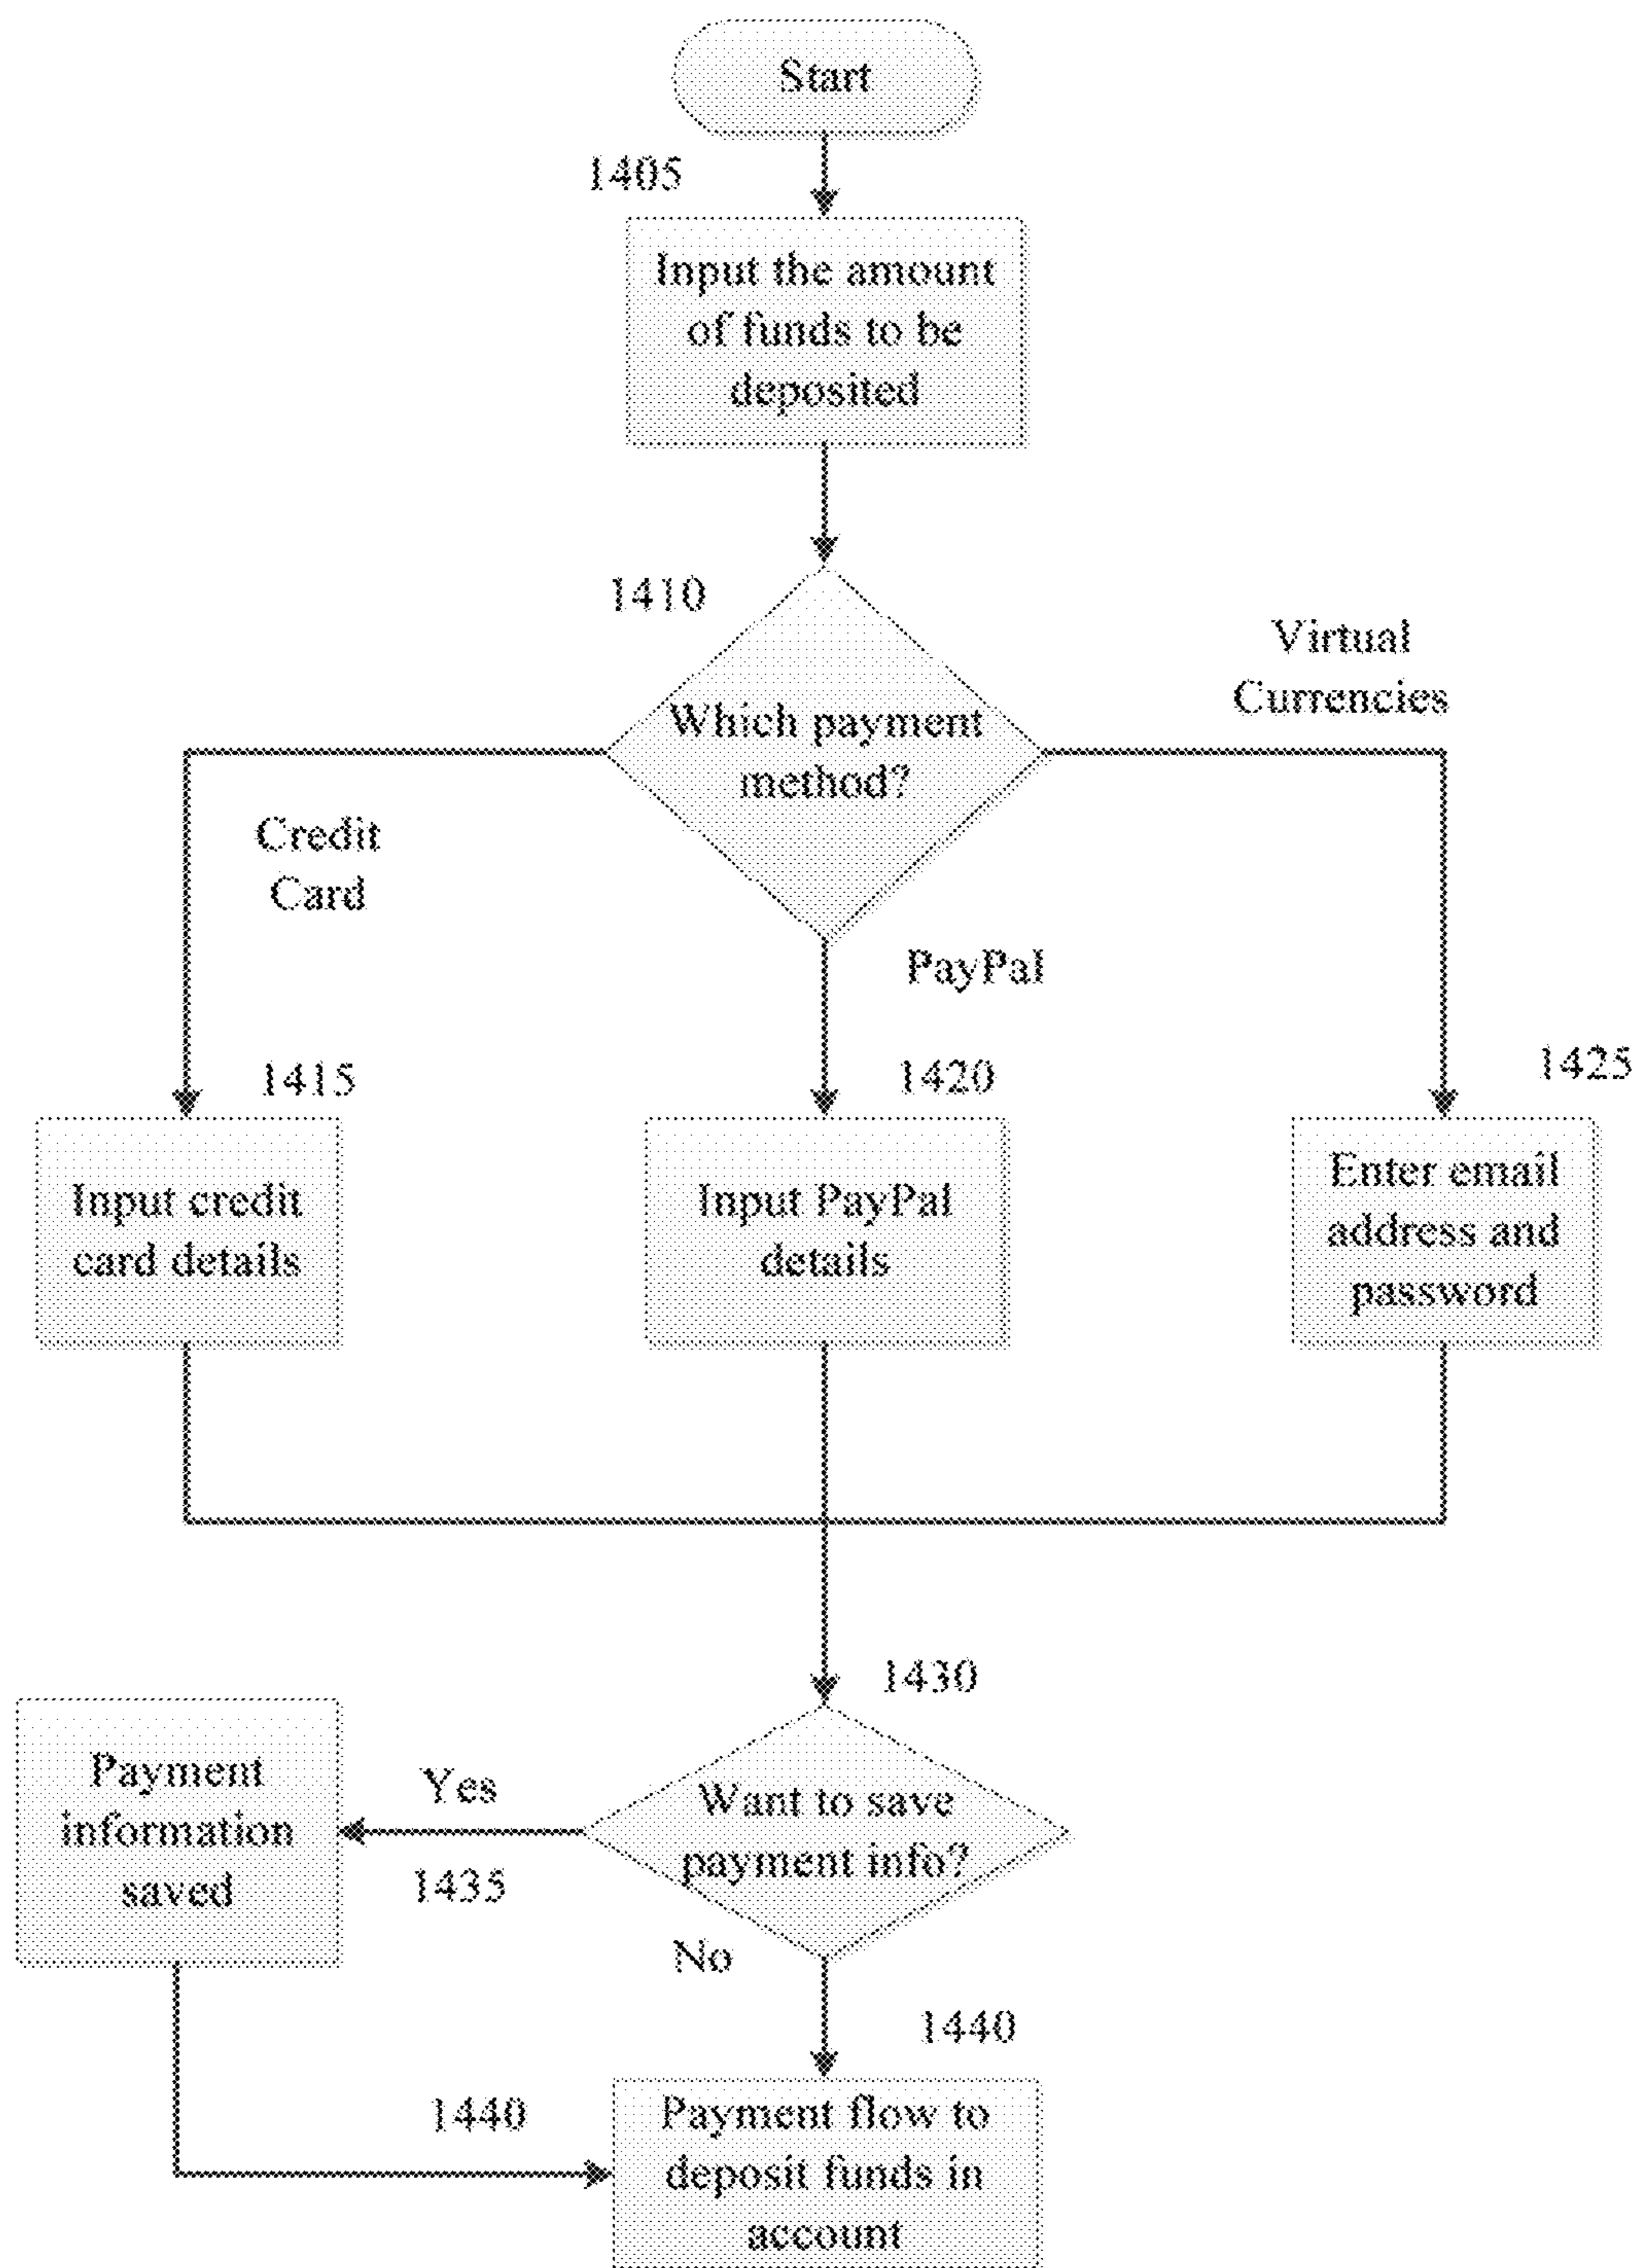 Start
1405
Input the amount
of funds to be
deposited
1410
Which payment
method?
Virtual
Currencies
Credit
Card
PayPal
1415
1420
1425
Input credit
card details
Input PayPal
details
Enter email
address and
password
1430
Want to save
payment info?
Yes
1435
Payment
information
saved
No
1440
1440
Payment flow to
deposit funds in
account